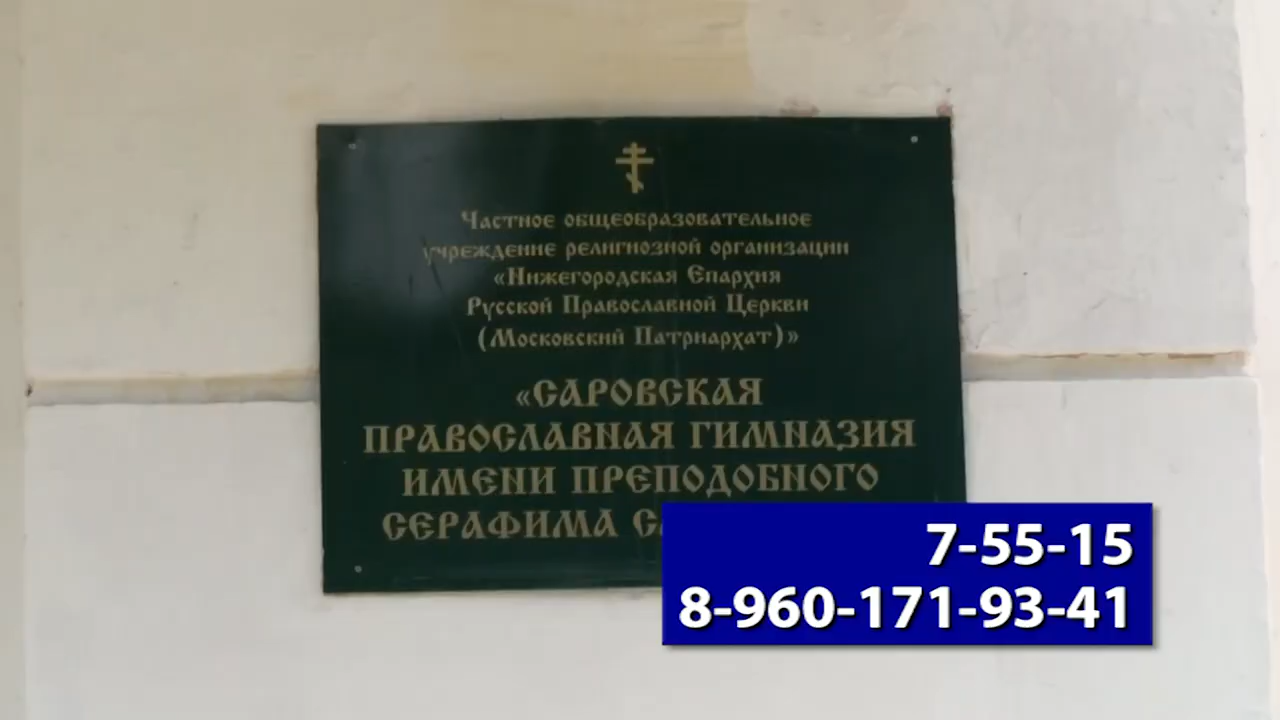 Частное общеобразовательное
учреждение религиозной организации
«Нижегородская Епархия
Русской Православной Церкви
(Московский Патриархат)»
«САРОВСКАЯ
ПРАВОСЛАВНАЯ ГИМНАЗИЯ
ИМЕНИ ПРЕПОДОБНОГО
СЕРАФИМА
7-55-15
8-960-171-93-41